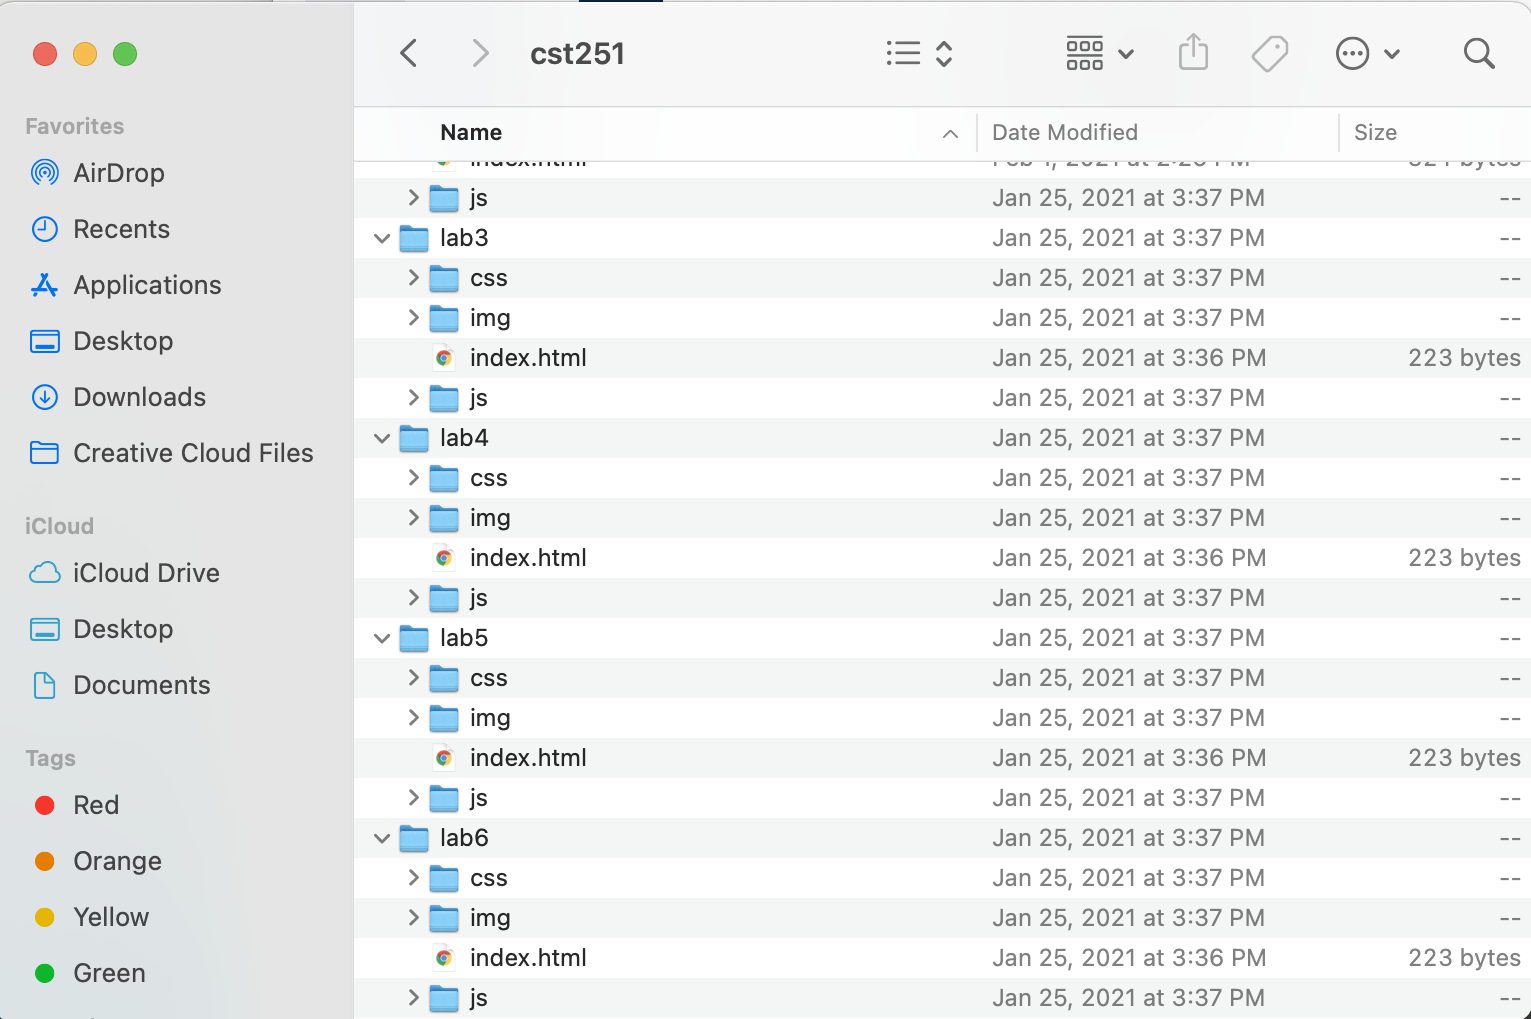 cst251
Favorites
AirDrop
Recents
Applications
Desktop
Downloads
Creative Cloud Files
iCloud
iCloud Drive
Desktop
Documents
Tags
Red
Orange
Yellow
Green
Name Date Modified Size
index.html
js Jan 25, 2021 at 3:37 PM --
lab3 Jan 25, 2021 at 3:37 PM --
css Jan 25, 2021 at 3:37 PM --
img Jan 25, 2021 at 3:37 PM --
index.html Jan 25, 2021 at 3:36 PM 223 bytes
js Jan 25, 2021 at 3:37 PM --
lab4 Jan 25, 2021 at 3:37 PM --
css Jan 25, 2021 at 3:37 PM --
img Jan 25, 2021 at 3:37 PM --
index.html Jan 25, 2021 at 3:36 PM 223 bytes
js Jan 25, 2021 at 3:37 PM --
lab5 Jan 25, 2021 at 3:37 PM --
css Jan 25, 2021 at 3:37 PM --
img Jan 25, 2021 at 3:37 PM --
index.html Jan 25, 2021 at 3:36 PM 223 bytes
js Jan 25, 2021 at 3:37 PM --
lab6 Jan 25, 2021 at 3:37 PM --
css Jan 25, 2021 at 3:37 PM --
img Jan 25, 2021 at 3:37 PM --
index.html Jan 25, 2021 at 3:36 PM 223 bytes
js Jan 25, 2021 at 3:37 PM --